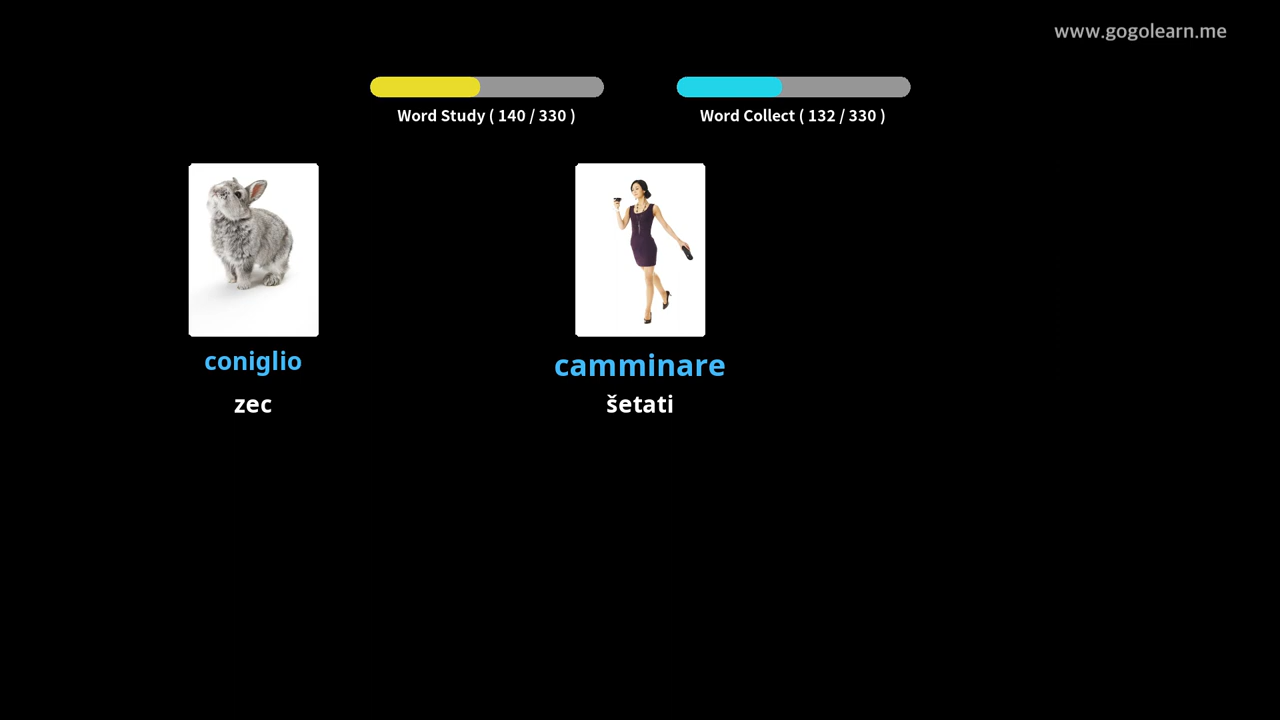 www.gogolearn.me
Word Study ( 140 / 330 )
Word Collect ( 132 / 330 )
coniglio
zec
camminare
šetati